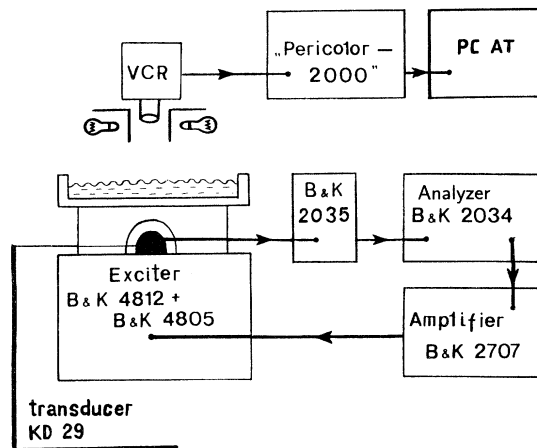 VCR
„Pericolor —
2000”
PC AT
B&K
2035
Analyzer
B&K 2034
Exciter
B&K 4812 +
B&K 4805
Amplifier
B&K 2707
transducer
KD 29